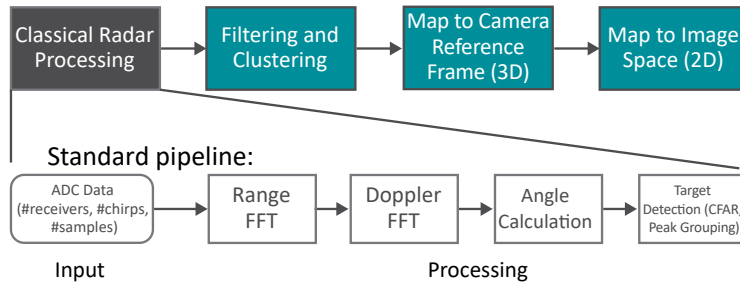 Classical Radar
Processing
Filtering and
Clustering
Map to Camera
Reference
Frame (3D)
Map to Image
Space (2D)
Standard pipeline:
ADC Data
(#receivers, #chirps,
#samples)
Range
FFT
Doppler
FFT
Angle
Calculation
Target
Detection (CFAR,
Peak Grouping)
Input
Processing